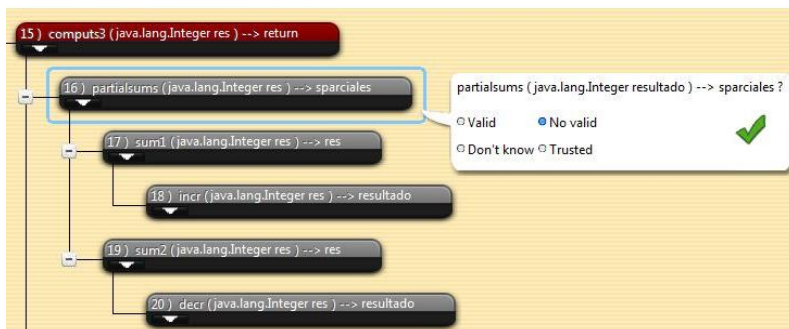 15 ) computs3 (java.lang.Integer res ) --> return
16 ) partialsums (java.lang.Integer res ) --> sparciales
partialsums ( java.lang.Integer resultado ) --> sparciales ?
Valid No valid
17 ) sum1 (java.lang.Integer res ) --> res
Don't know Trusted
18 ) incr (java.lang.Integer res ) --> resultado
19 ) sum2 (java.lang.Integer res ) --> res
20 ) decr (java.lang.Integer res ) --> resultado